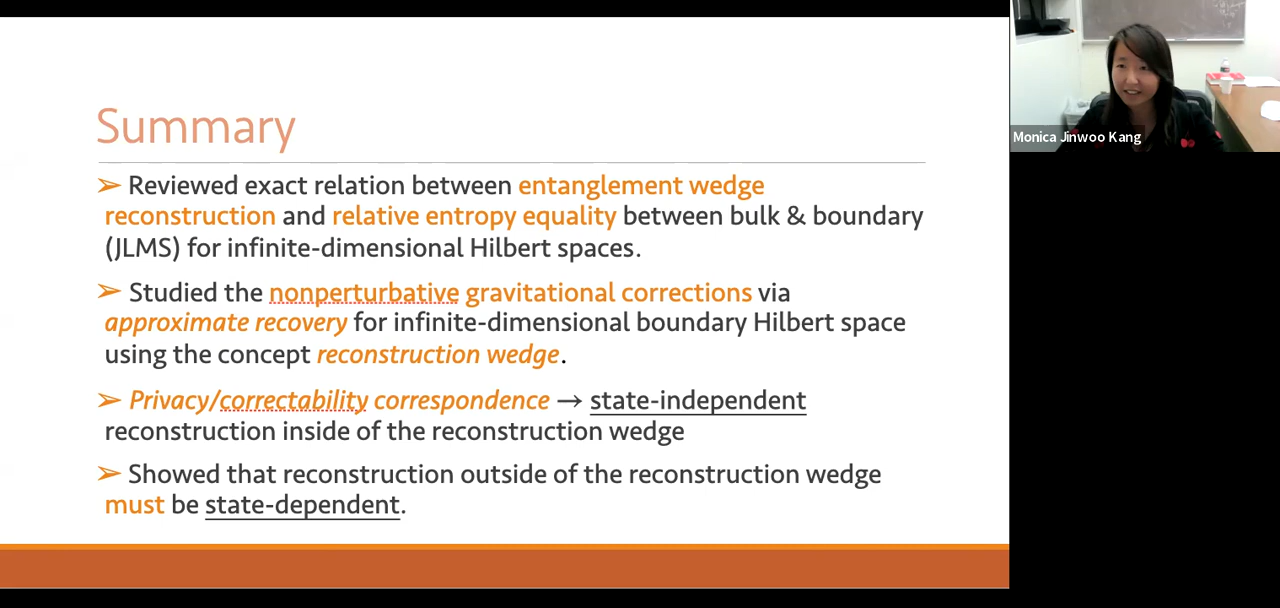 Summary
➢ Reviewed exact relation between entanglement wedge
reconstruction and relative entropy equality between bulk & boundary
(JLMS) for infinite-dimensional Hilbert spaces.
➢ Studied the nonperturbative gravitational corrections via
approximate recovery for infinite-dimensional boundary Hilbert space
using the concept reconstruction wedge.
➢ Privacy/correctability correspondence → state-independent
reconstruction inside of the reconstruction wedge
➢ Showed that reconstruction outside of the reconstruction wedge
must be state-dependent.
Monica Jinwoo Kang